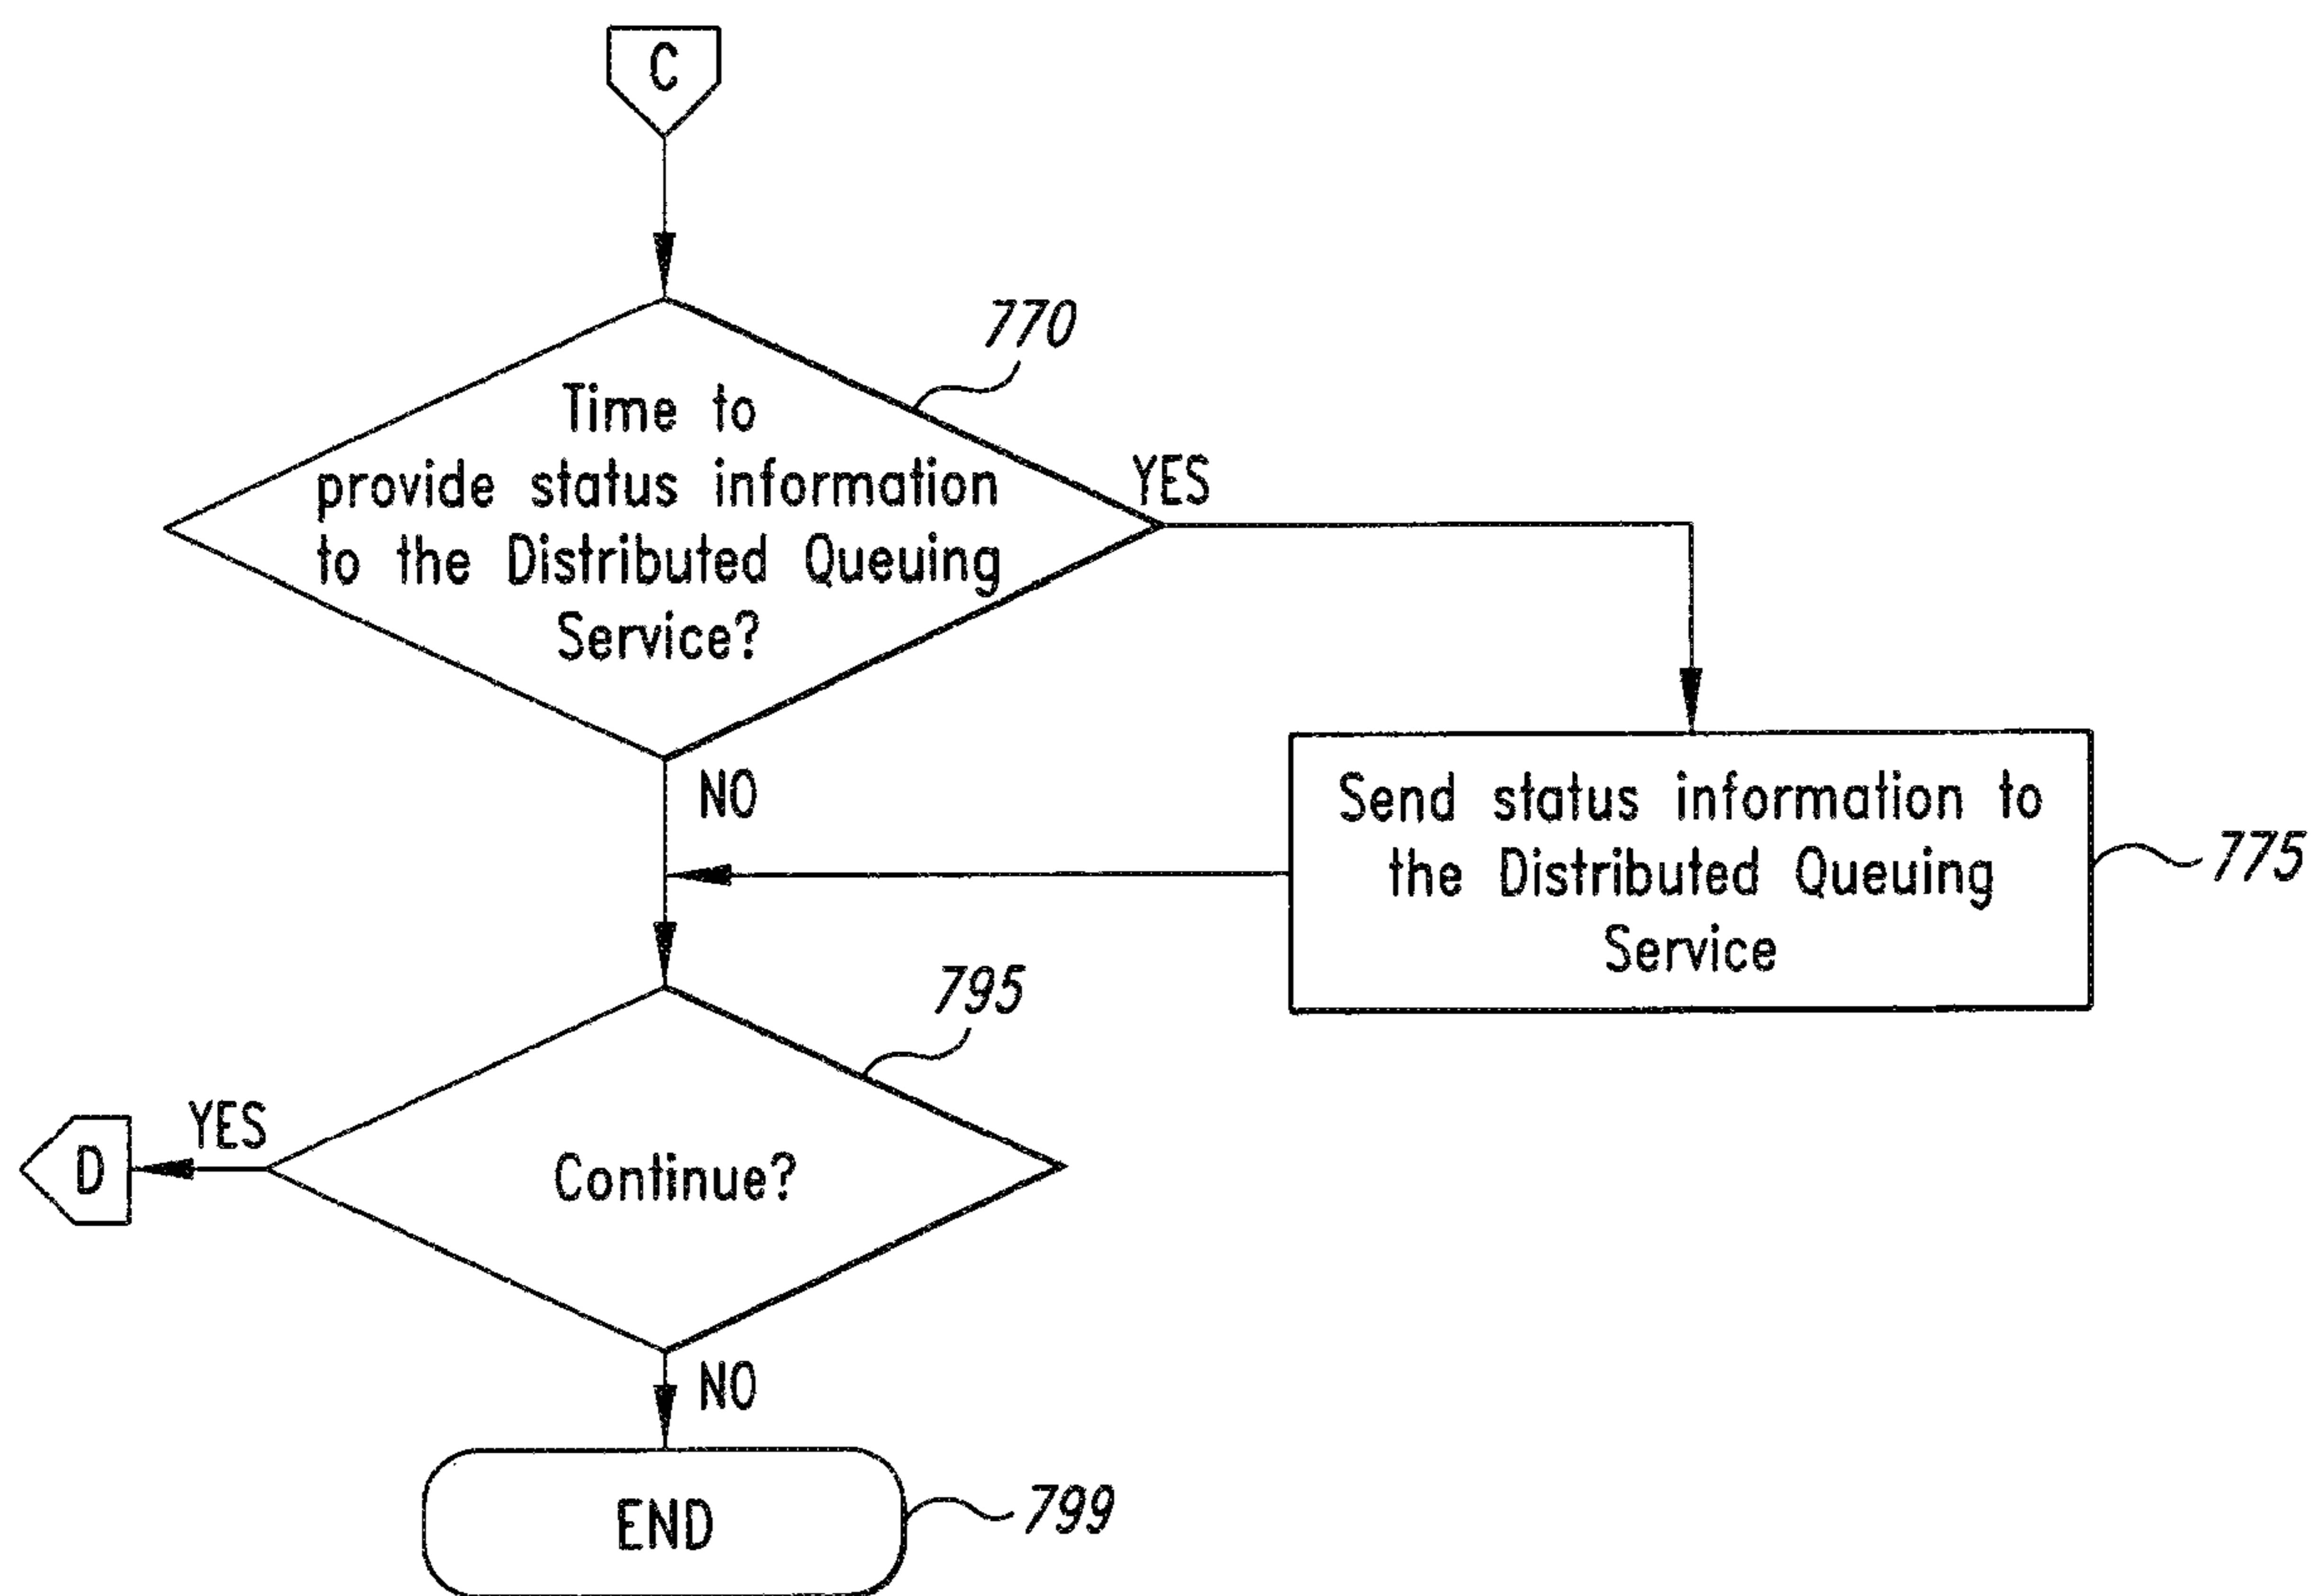 C
770
Time to
provide status information
to the Distributed Queuing
Service?
YES
NO
Send status information to
the Distributed Queuing
Service
775
795
Continue?
YES
D
NO
END
799